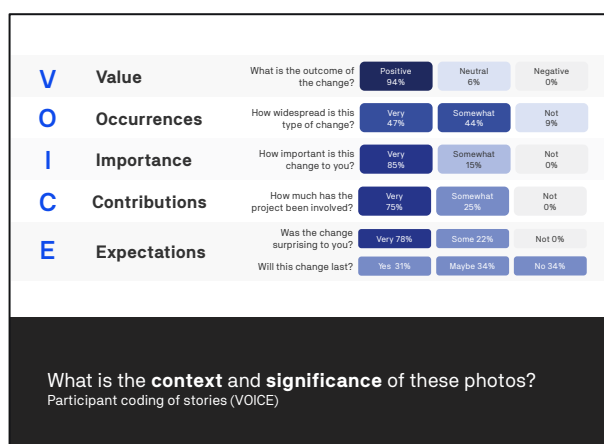 V Value What is the outcome of the change? Positive 94% Neutral 6% Negative 0%
O Occurrences How widespread is this type of change? Very 47% Somewhat 44% Not 9%
I Importance How important is this change to you? Very 85% Somewhat 15% Not 0%
C Contributions How much has the project been involved? Very 75% Somewhat 25% Not 0%
E Expectations Was the change surprising to you? Very 78% Some 22% Not 0%
Will this change last? Yes 31% Maybe 34% No 34%
What is the context and significance of these photos?
Participant coding of stories (VOICE)